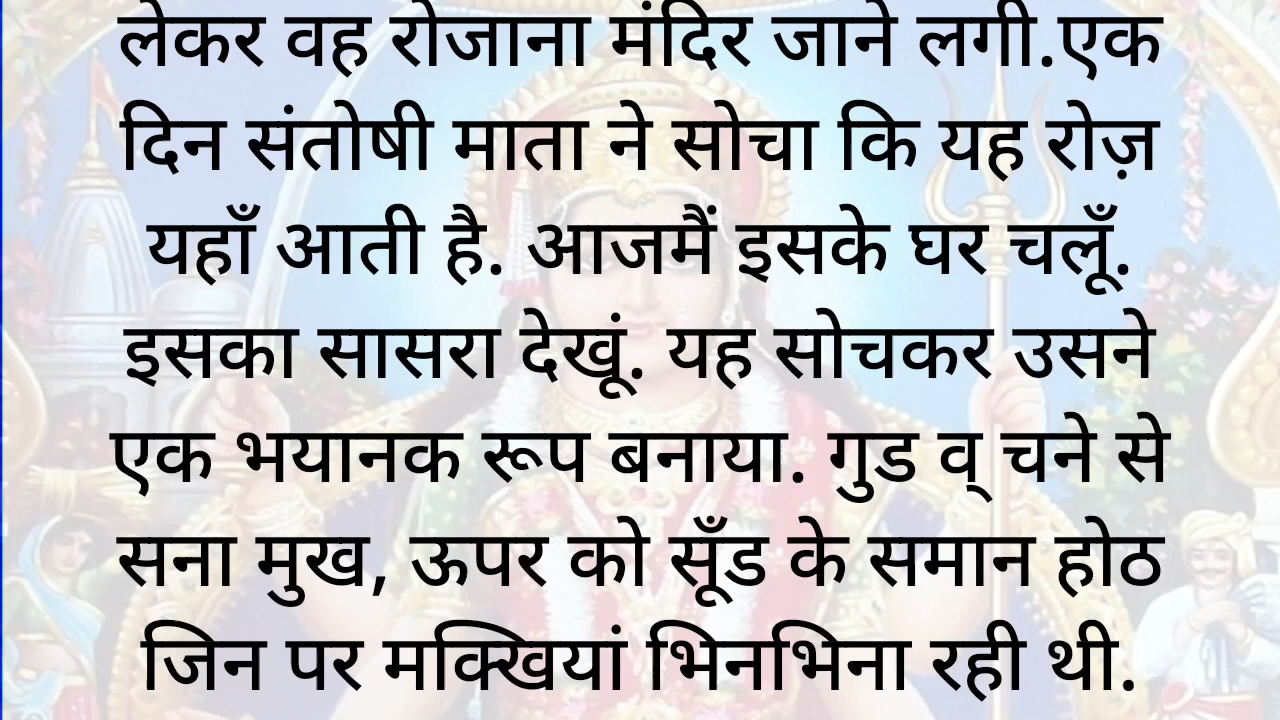 लेकर वह रोजाना मंदिर जाने लगी.एक
दिन संतोषी माता ने सोचा कि यह रोज़
यहाँ आती है. आजमैं इसके घर चलूँ.
इसका सासरा देखूं. यह सोचकर उसने
एक भयानक रूप बनाया. गुड व् चने से
सना मुख, ऊपर को सूँड के समान होठ
जिन पर मक्खियां भिनभिना रही थी.